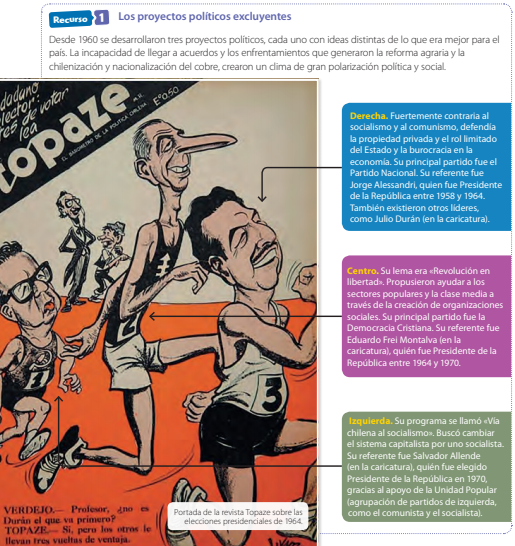 Recurso 1 Los proyectos políticos excluyentes
Desde 1960 se desarrollaron tres proyectos políticos, cada uno con ideas distintas de lo que era mejor para el
país. La incapacidad de llegar a acuerdos y los enfrentamientos que generaron la reforma agraria y la
chilenización y nacionalización del cobre, crearon un clima de gran polarización política y social.
dadano
lector:
res de votar
lea
topaze
M.R.
EL BARÓMETRO DE LA POLÍTICA CHILENA
Eº0.50
1
3
VERDEJO.— Profesor, ¿no es
Durán el que va primero?
TOPAZE.— Sí, pero los otros le
llevan tres vueltas de ventaja.
Portada de la revista Topaze sobre las
elecciones presidenciales de 1964.
Derecha. Fuertemente contraria al
socialismo y al comunismo, defendía
la propiedad privada y el rol limitado
del Estado y la burocracia en la
economía. Su principal partido fue el
Partido Nacional. Su referente fue
Jorge Alessandri, quien fue Presidente
de la República entre 1958 y 1964.
También existieron otros líderes,
como Julio Durán (en la caricatura).
Centro. Su lema era «Revolución en
libertad». Propusieron ayudar a los
sectores populares y la clase media a
través de la creación de organizaciones
sociales. Su principal partido fue la
Democracia Cristiana. Su referente fue
Eduardo Frei Montalva (en la
caricatura), quién fue Presidente de la
República entre 1964 y 1970.
Izquierda. Su programa se llamó «Vía
chilena al socialismo». Buscó cambiar
el sistema capitalista por uno socialista.
Su referente fue Salvador Allende
(en la caricatura), quién fue elegido
Presidente de la República en 1970,
gracias al apoyo de la Unidad Popular
(agrupación de partidos de izquierda,
como el comunista y el socialista).